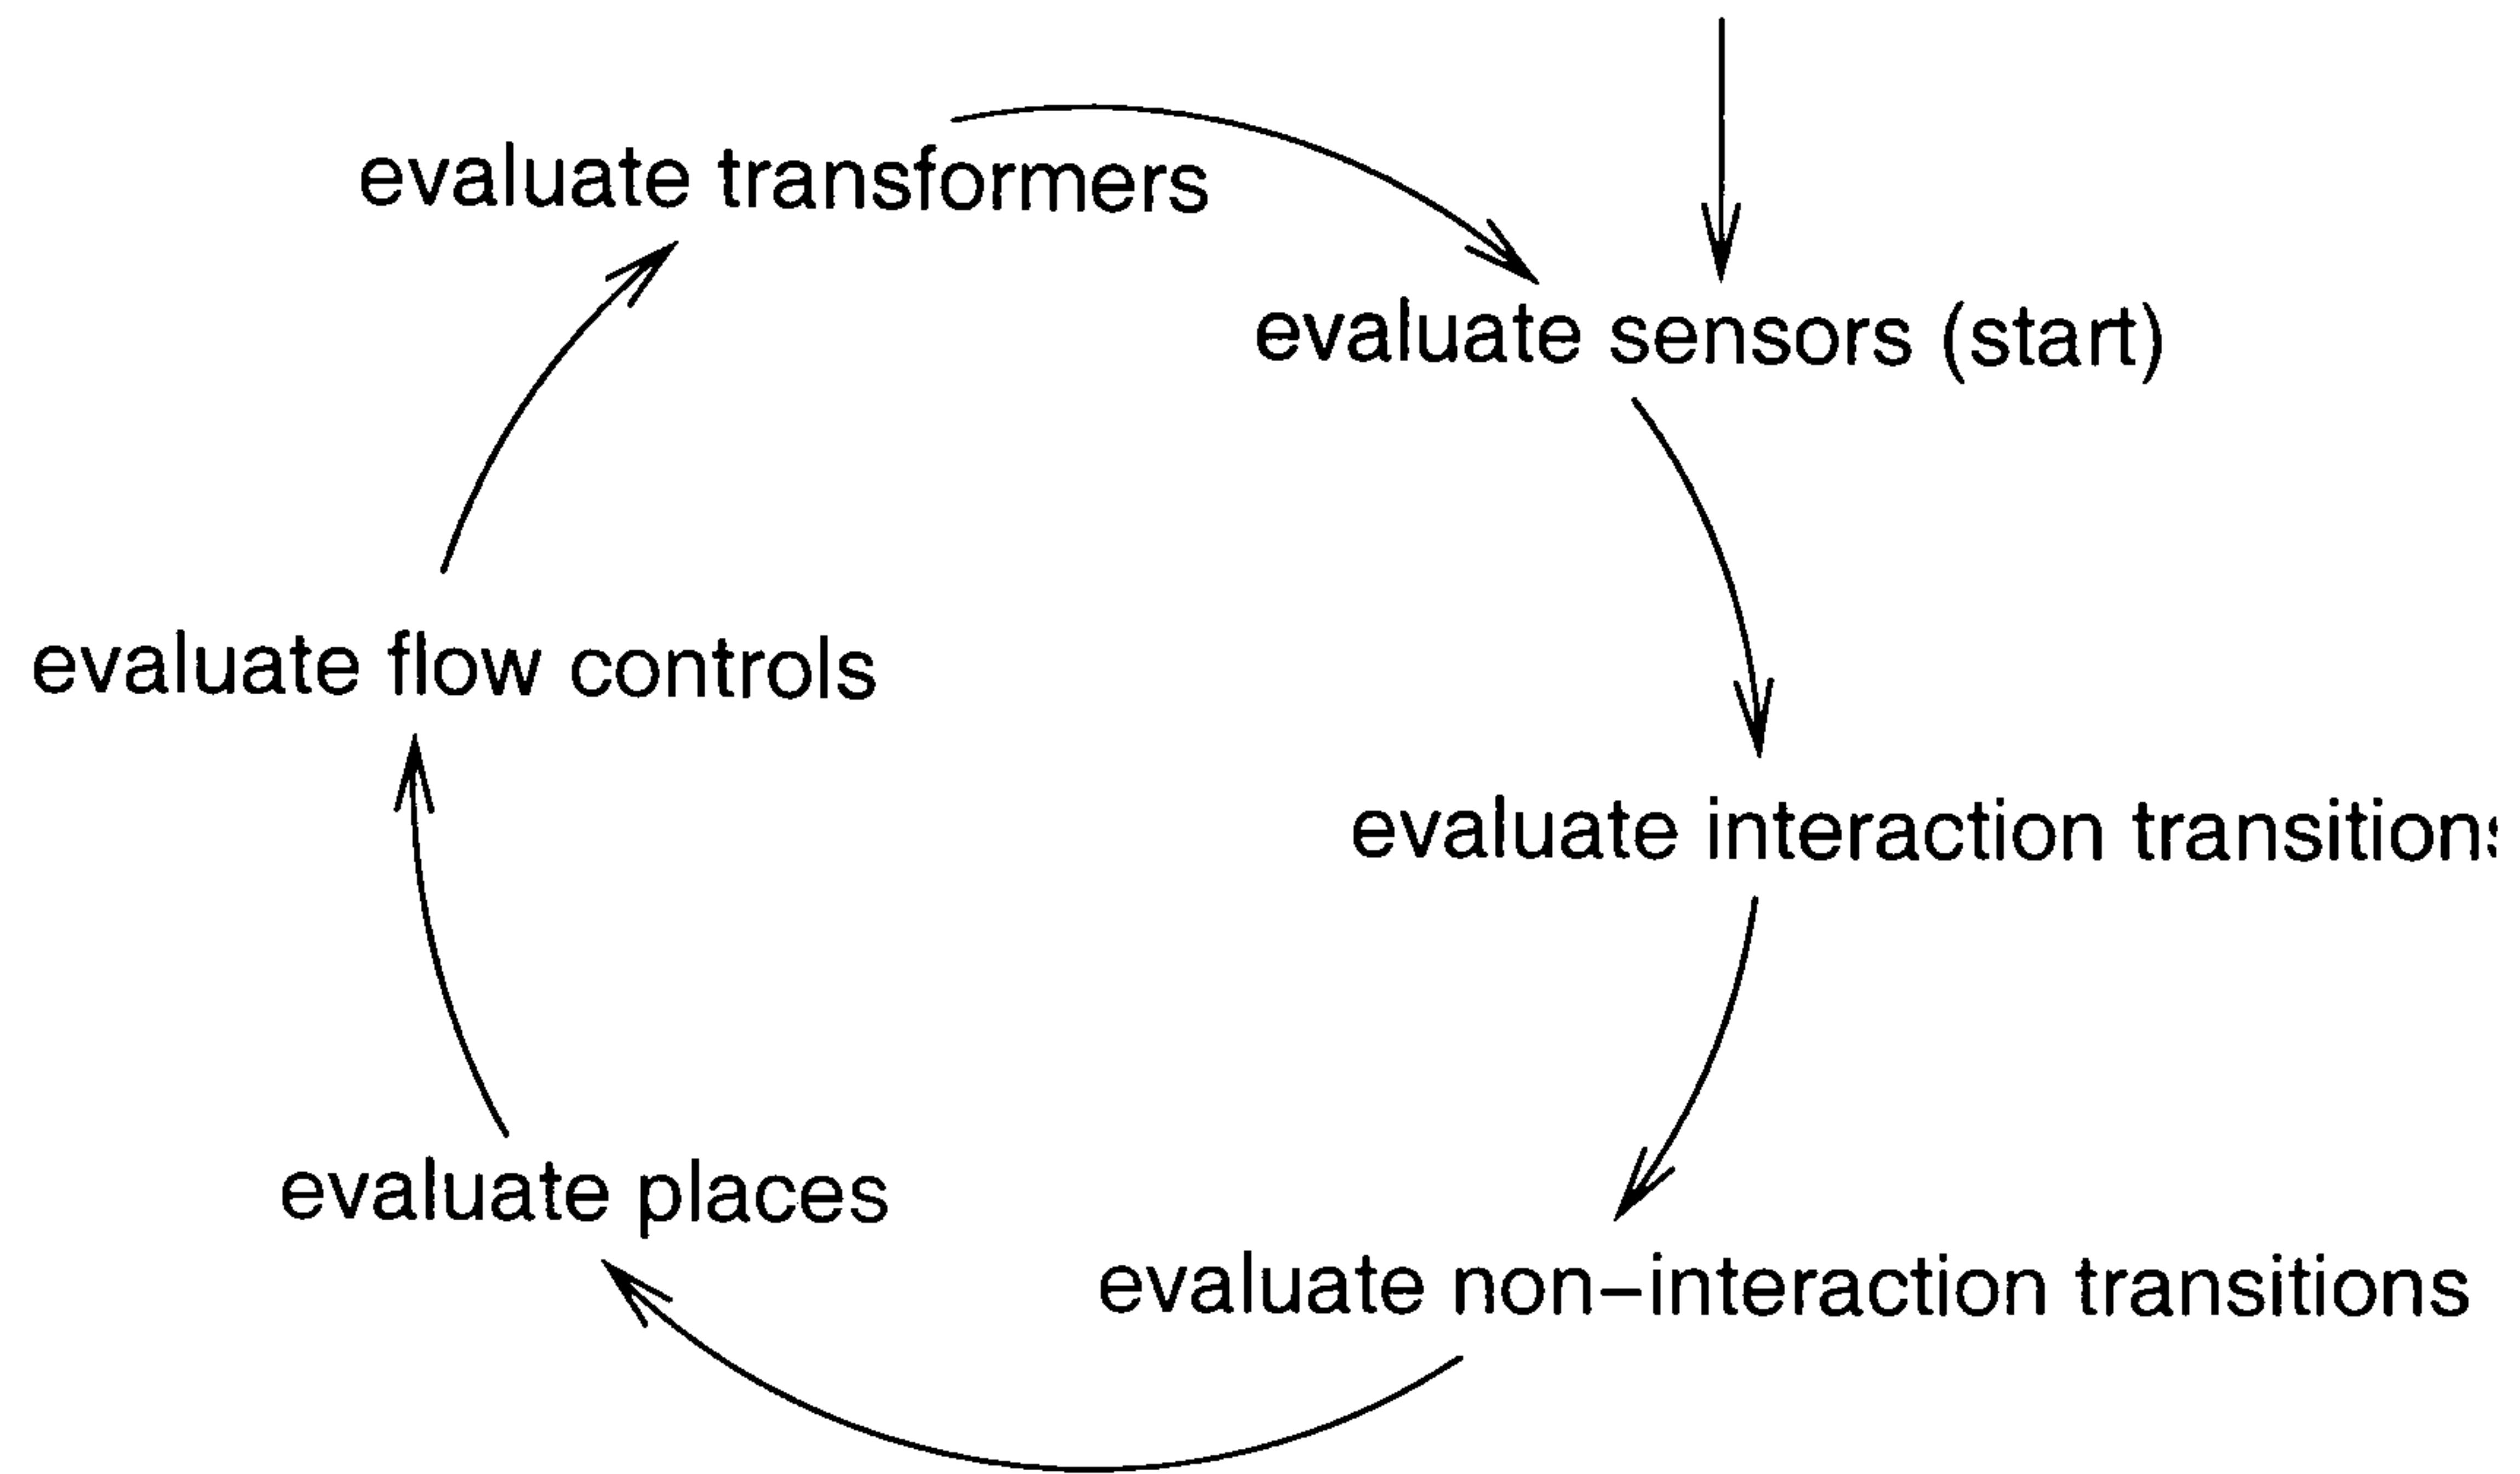 evaluate transformers
evaluate sensors (start)
evaluate flow controls
evaluate interaction transitions
evaluate places
evaluate non–interaction transitions